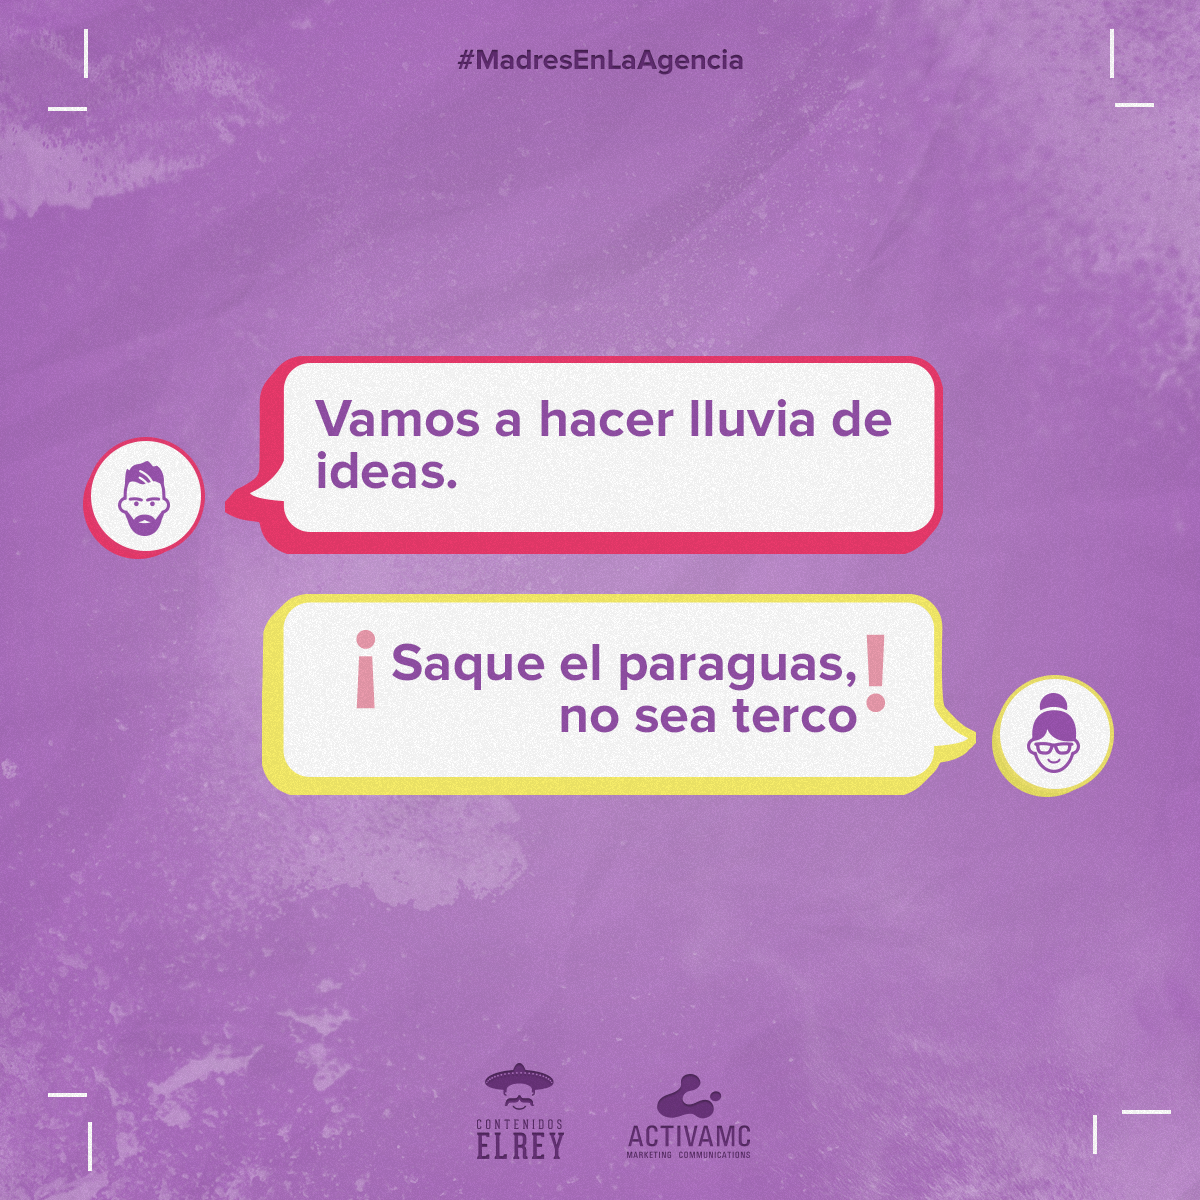 #MadresEnLaAgencia
Vamos a hacer lluvia de
ideas.
¡Saque el paraguas,
no sea terco!
CONTENIDOS
EL REY
ACTIVAMC
MARKETING COMMUNICATIONS